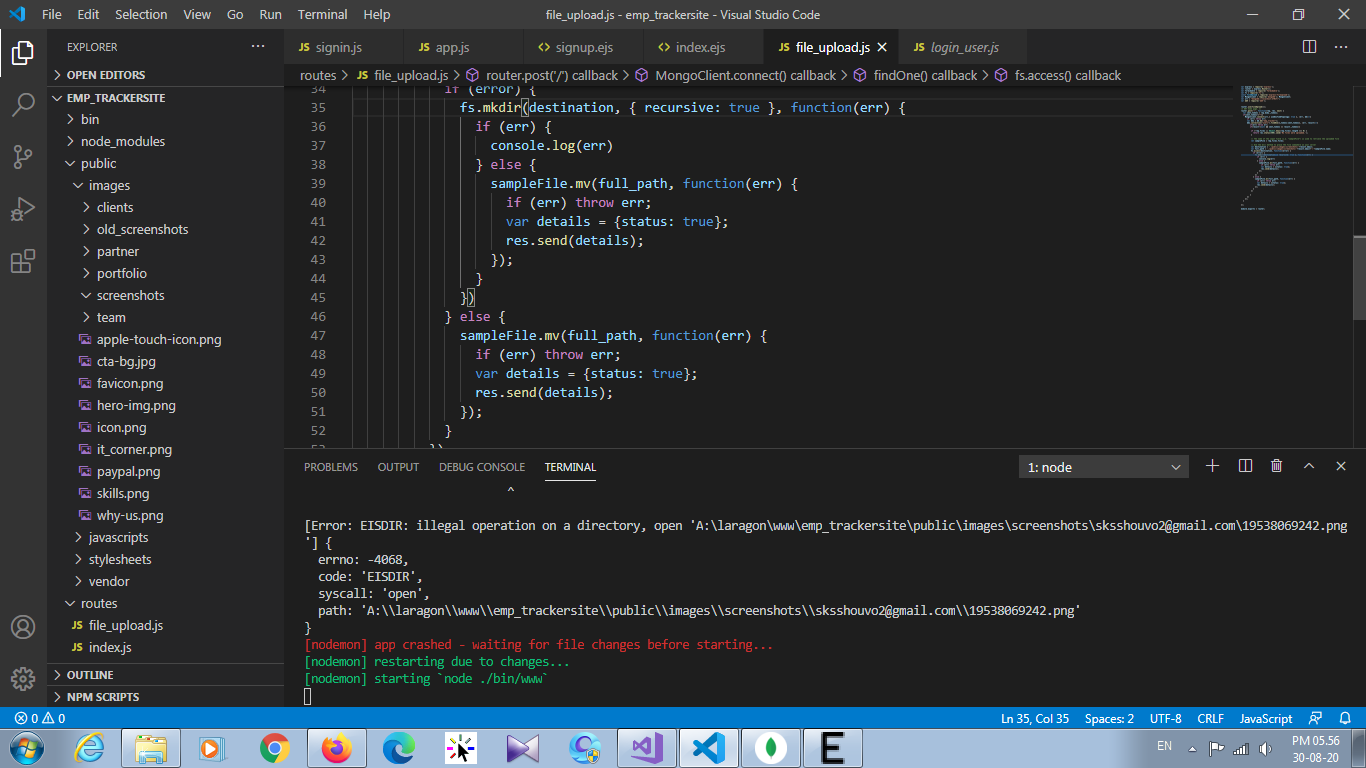 File Edit Selection View Go Run Terminal Help
file_upload.js - emp_trackersite - Visual Studio Code
EXPLORER
OPEN EDITORS
EMP_TRACKERSITE
bin
node_modules
public
images
clients
old_screenshots
partner
portfolio
screenshots
team
apple-touch-icon.png
cta-bg.jpg
favicon.png
hero-img.png
icon.png
it_corner.png
paypal.png
skills.png
why-us.png
javascripts
stylesheets
vendor
routes
JS file_upload.js
JS index.js
OUTLINE
NPM SCRIPTS
JS signin.js JS app.js <> signup.ejs <> index.ejs JS file_upload.js JS login_user.js
routes > JS file_upload.js > router.post('/') callback > MongoClient.connect() callback > findOne() callback > fs.access() callback
34 if (error) {
35 fs.mkdir(destination, { recursive: true }, function(err) {
36 if (err) {
37 console.log(err)
38 } else {
39 sampleFile.mv(full_path, function(err) {
40 if (err) throw err;
41 var details = {status: true};
42 res.send(details);
43 });
44 }
45 })
46 } else {
47 sampleFile.mv(full_path, function(err) {
48 if (err) throw err;
49 var details = {status: true};
50 res.send(details);
51 });
52 }
PROBLEMS OUTPUT DEBUG CONSOLE TERMINAL
1: node
^
[Error: EISDIR: illegal operation on a directory, open 'A:\laragon\www\emp_trackersite\public\images\screenshots\sksshouvo2@gmail.com\19538069242.png
'] {
errno: -4068,
code: 'EISDIR',
syscall: 'open',
path: 'A:\\laragon\\www\\emp_trackersite\\public\\images\\screenshots\\sksshouvo2@gmail.com\\19538069242.png'
}
[nodemon] app crashed - waiting for file changes before starting...
[nodemon] restarting due to changes...
[nodemon] starting `node ./bin/www`
0 0
Ln 35, Col 35 Spaces: 2 UTF-8 CRLF JavaScript
E
EN
PM 05.56
30-08-20